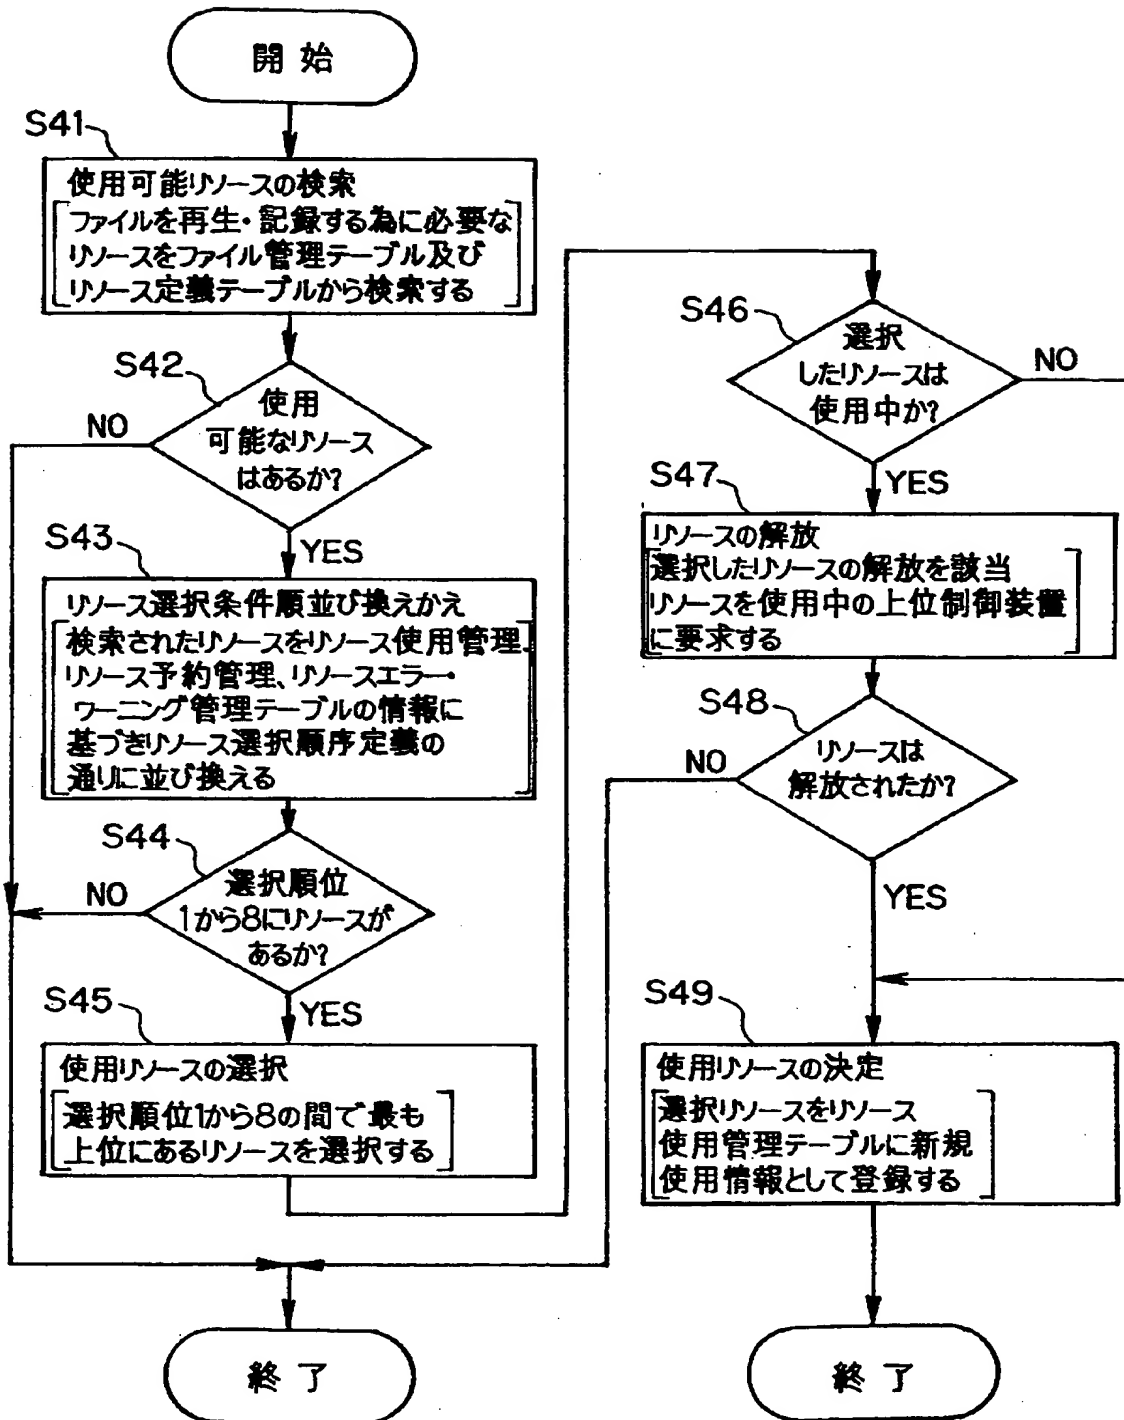 開始
S41
使用可能リソースの検索
ファイルを再生・記録する為に必要な
リソースをファイル管理テーブル及び
リソース定義テーブルから検索する
S42
使用
可能なリソース
はあるか?
NO
YES
S43
リソース選択条件順並び換えかえ
検索されたリソースをリソース使用管理、
リソース予約管理、リソースエラー・
ワーニング管理テーブルの情報に
基づきリソース選択順序定義の
通りに並び換える
S44
選択順位
1から8にリソースが
あるか?
NO
YES
S45
使用リソースの選択
選択順位1から8の間で最も
上位にあるリソースを選択する
終了
S46
選択
したリソースは
使用中か?
NO
YES
S47
リソースの解放
選択したリソースの解放を該当
リソースを使用中の上位制御装置
に要求する
S48
リソースは
解放されたか?
NO
YES
S49
使用リソースの決定
選択リソースをリソース
使用管理テーブルに新規
使用情報として登録する
終了